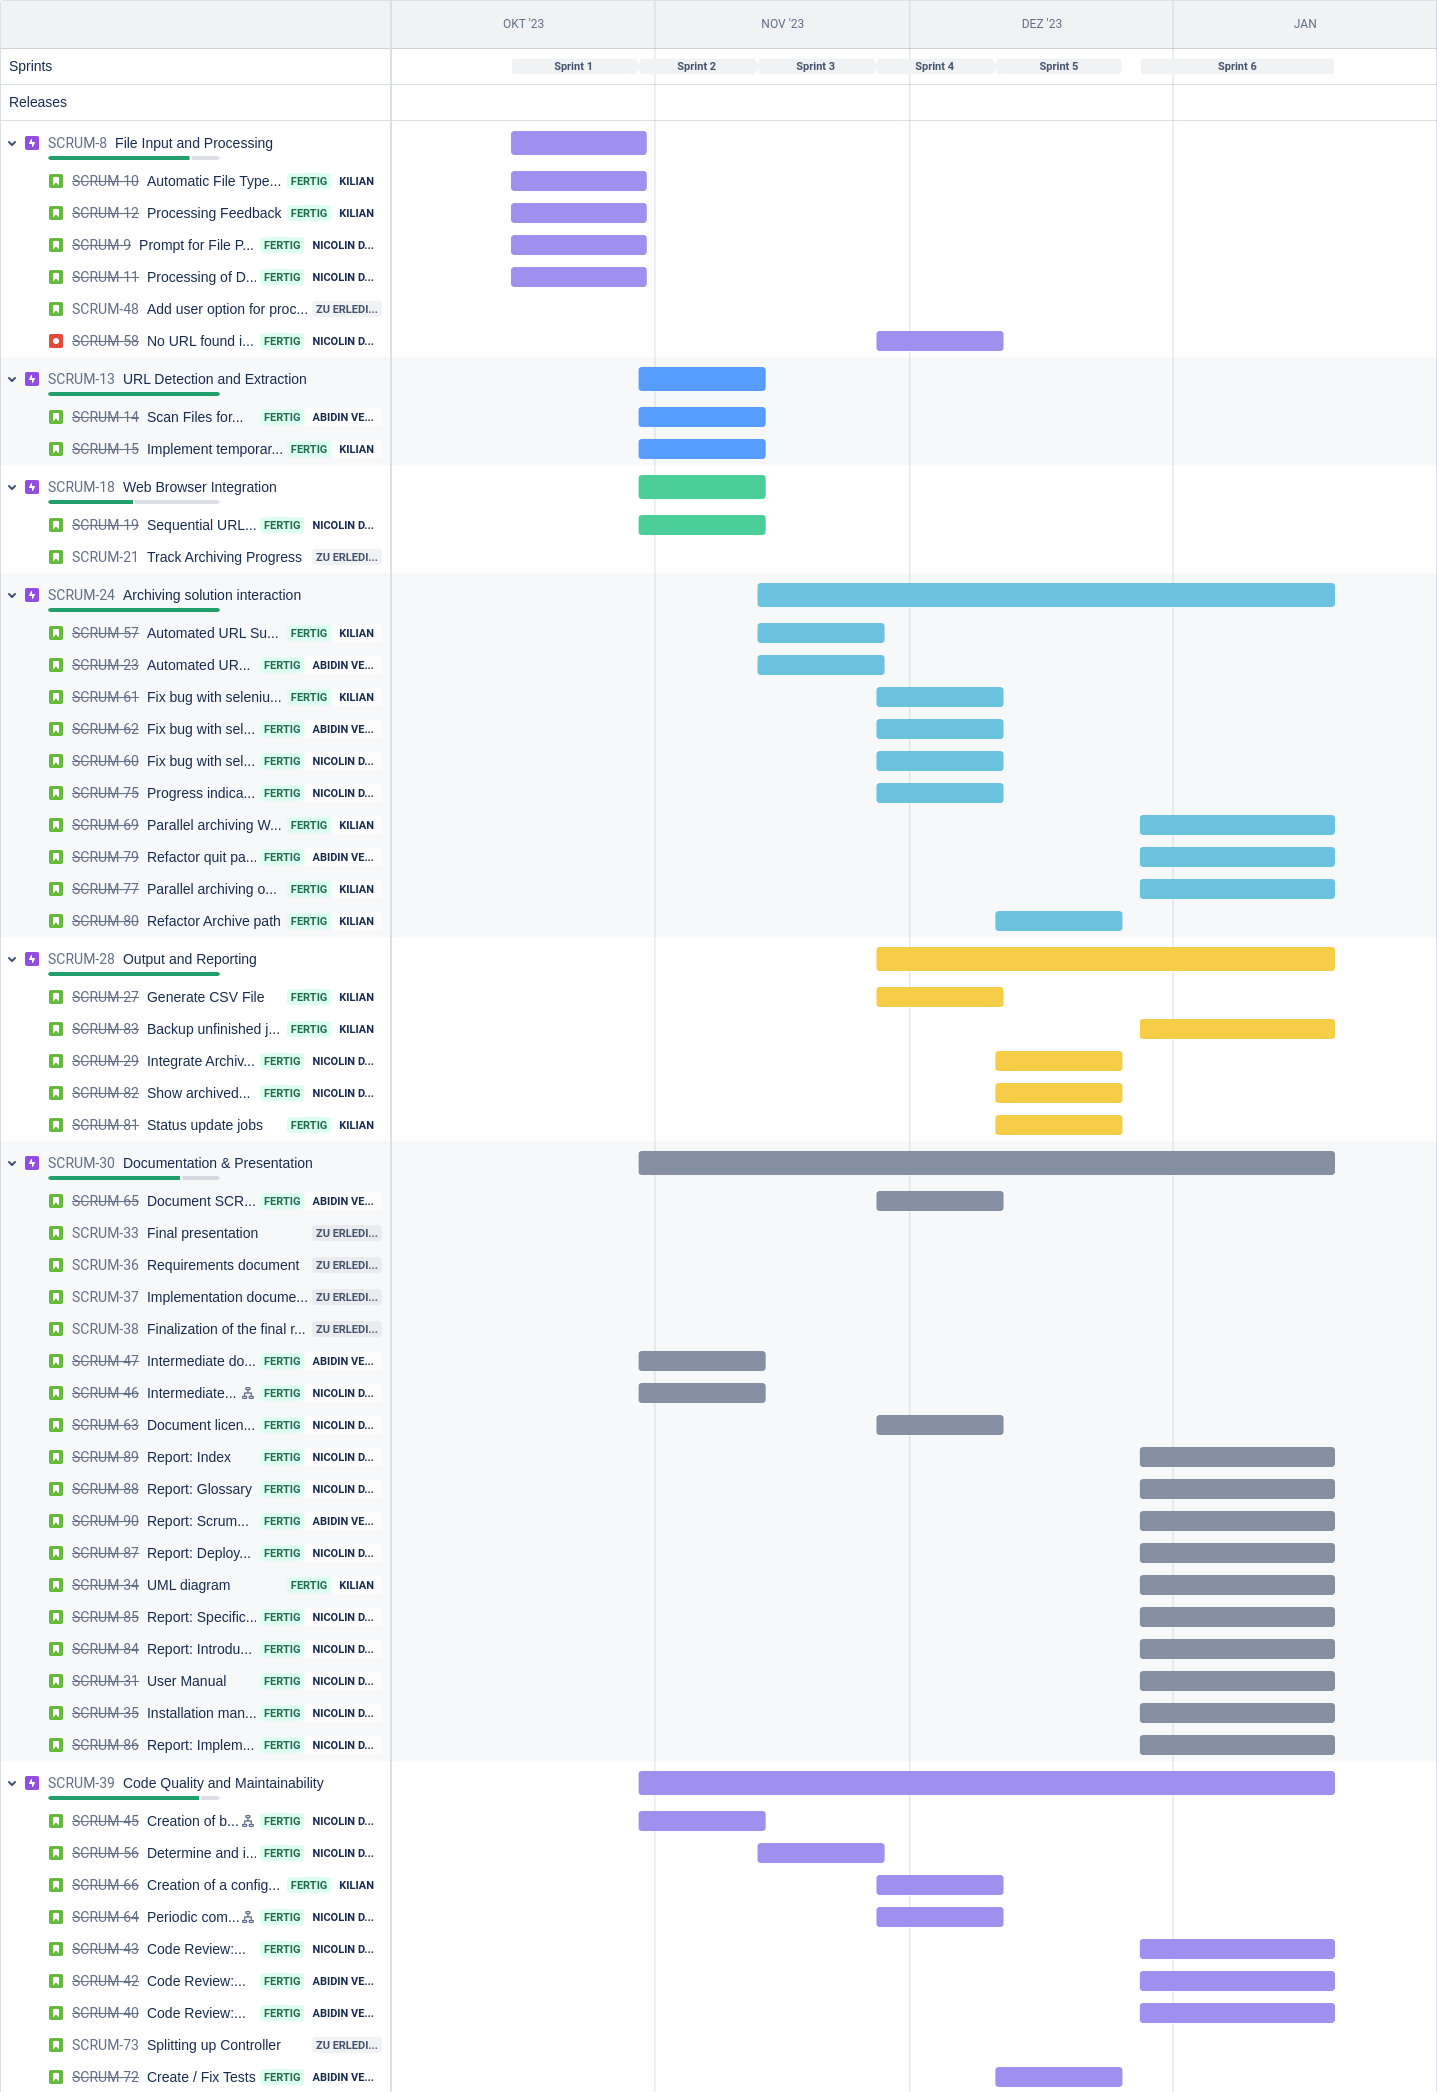 OKT '23 NOV '23 DEZ '23 JAN
Sprints Sprint 1 Sprint 2 Sprint 3 Sprint 4 Sprint 5 Sprint 6
Releases
SCRUM-8 File Input and Processing
SCRUM-10 Automatic File Type... FERTIG KILIAN
SCRUM-12 Processing Feedback FERTIG KILIAN
SCRUM-9 Prompt for File P... FERTIG NICOLIN D...
SCRUM-11 Processing of D... FERTIG NICOLIN D...
SCRUM-48 Add user option for proc... ZU ERLEDI...
SCRUM-58 No URL found i... FERTIG NICOLIN D...
SCRUM-13 URL Detection and Extraction
SCRUM-14 Scan Files for... FERTIG ABIDIN VE...
SCRUM-15 Implement temporar... FERTIG KILIAN
SCRUM-18 Web Browser Integration
SCRUM-19 Sequential URL... FERTIG NICOLIN D...
SCRUM-21 Track Archiving Progress ZU ERLEDI...
SCRUM-24 Archiving solution interaction
SCRUM-57 Automated URL Su... FERTIG KILIAN
SCRUM-23 Automated UR... FERTIG ABIDIN VE...
SCRUM-61 Fix bug with seleniu... FERTIG KILIAN
SCRUM-62 Fix bug with sel... FERTIG ABIDIN VE...
SCRUM-60 Fix bug with sel... FERTIG NICOLIN D...
SCRUM-75 Progress indica... FERTIG NICOLIN D...
SCRUM-69 Parallel archiving W... FERTIG KILIAN
SCRUM-79 Refactor quit pa... FERTIG ABIDIN VE...
SCRUM-77 Parallel archiving o... FERTIG KILIAN
SCRUM-80 Refactor Archive path FERTIG KILIAN
SCRUM-28 Output and Reporting
SCRUM-27 Generate CSV File FERTIG KILIAN
SCRUM-83 Backup unfinished j... FERTIG KILIAN
SCRUM-29 Integrate Archiv... FERTIG NICOLIN D...
SCRUM-82 Show archived... FERTIG NICOLIN D...
SCRUM-81 Status update jobs FERTIG KILIAN
SCRUM-30 Documentation & Presentation
SCRUM-65 Document SCR... FERTIG ABIDIN VE...
SCRUM-33 Final presentation ZU ERLEDI...
SCRUM-36 Requirements document ZU ERLEDI...
SCRUM-37 Implementation docume... ZU ERLEDI...
SCRUM-38 Finalization of the final r... ZU ERLEDI...
SCRUM-47 Intermediate do... FERTIG ABIDIN VE...
SCRUM-46 Intermediate... FERTIG NICOLIN D...
SCRUM-63 Document licen... FERTIG NICOLIN D...
SCRUM-89 Report: Index FERTIG NICOLIN D...
SCRUM-88 Report: Glossary FERTIG NICOLIN D...
SCRUM-90 Report: Scrum... FERTIG ABIDIN VE...
SCRUM-87 Report: Deploy... FERTIG NICOLIN D...
SCRUM-34 UML diagram FERTIG KILIAN
SCRUM-85 Report: Specific... FERTIG NICOLIN D...
SCRUM-84 Report: Introdu... FERTIG NICOLIN D...
SCRUM-31 User Manual FERTIG NICOLIN D...
SCRUM-35 Installation man... FERTIG NICOLIN D...
SCRUM-86 Report: Implem... FERTIG NICOLIN D...
SCRUM-39 Code Quality and Maintainability
SCRUM-45 Creation of b... FERTIG NICOLIN D...
SCRUM-56 Determine and i... FERTIG NICOLIN D...
SCRUM-66 Creation of a config... FERTIG KILIAN
SCRUM-64 Periodic com... FERTIG NICOLIN D...
SCRUM-43 Code Review:... FERTIG NICOLIN D...
SCRUM-42 Code Review:... FERTIG ABIDIN VE...
SCRUM-40 Code Review:... FERTIG ABIDIN VE...
SCRUM-73 Splitting up Controller ZU ERLEDI...
SCRUM-72 Create / Fix Tests FERTIG ABIDIN VE...